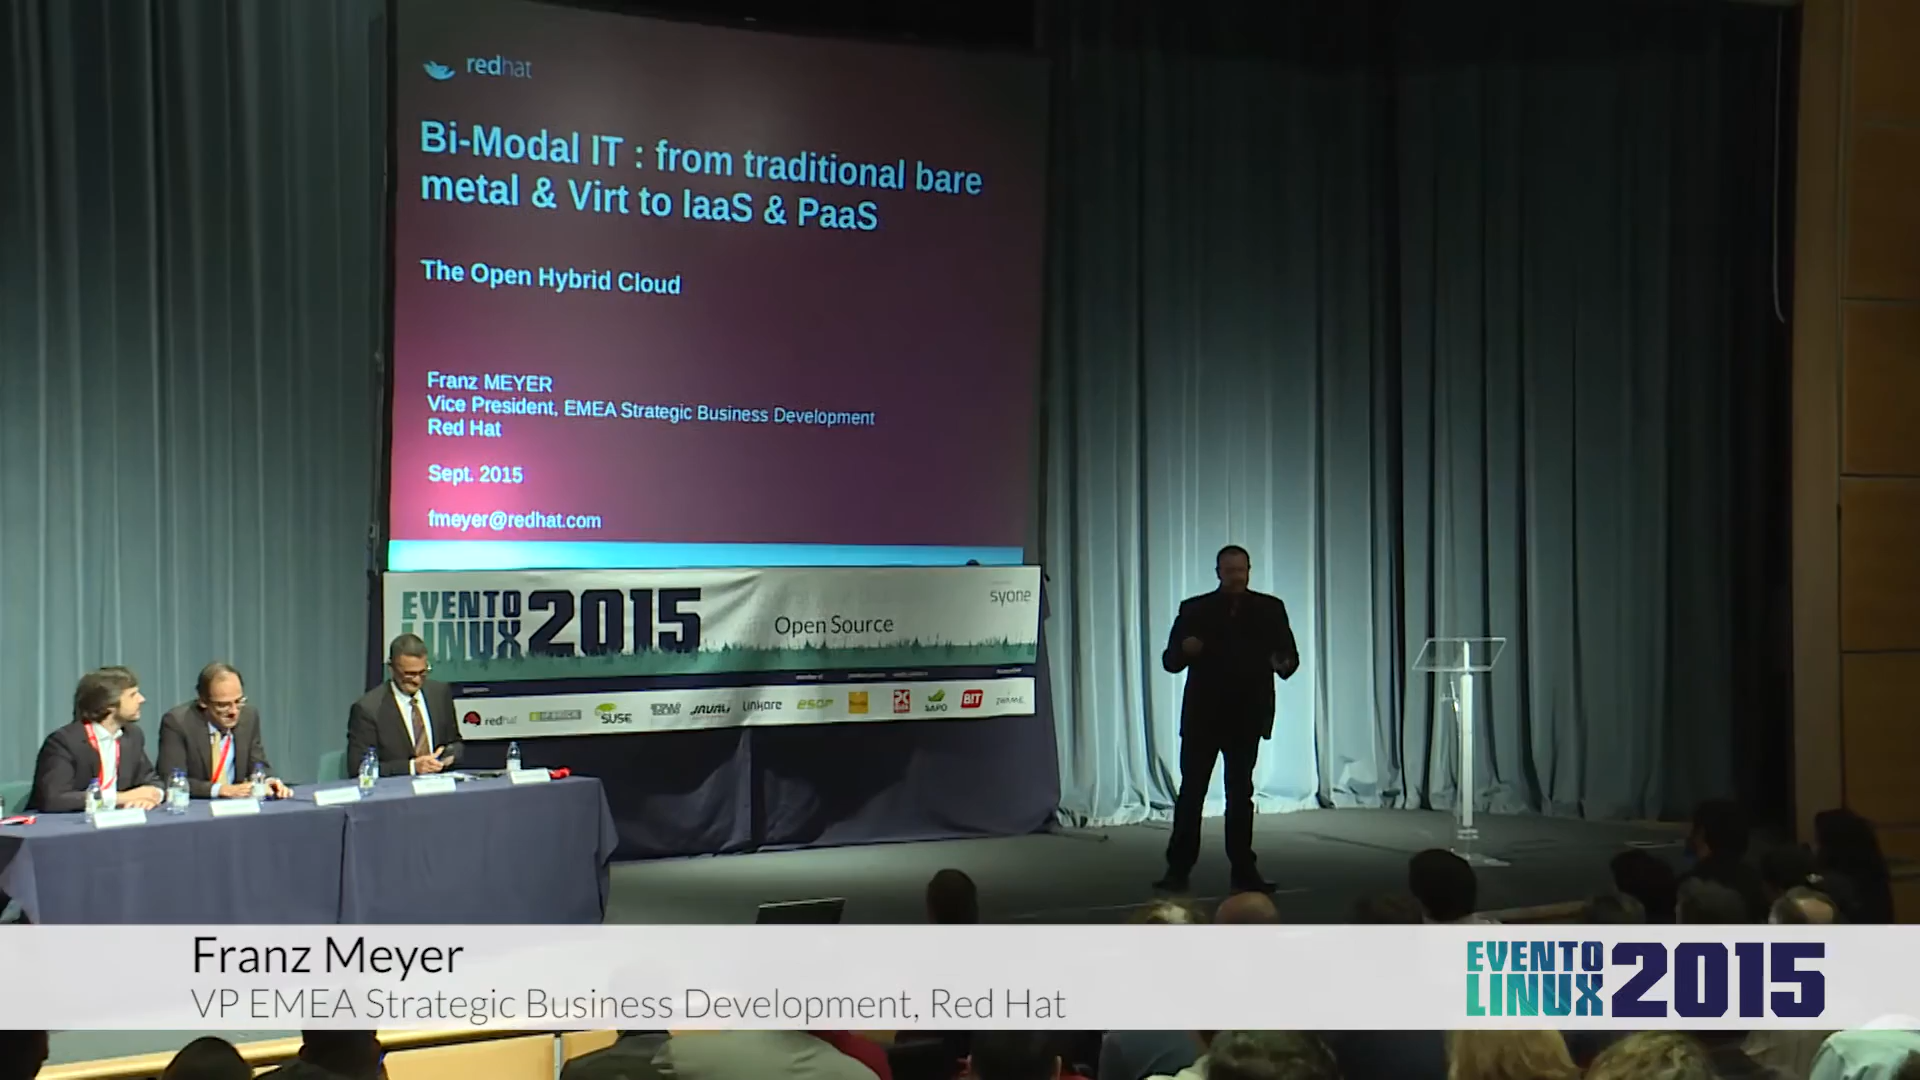 redhat
Bi-Modal IT : from traditional bare
metal & Virt to IaaS & PaaS
The Open Hybrid Cloud
Franz MEYER
Vice President, EMEA Strategic Business Development
Red Hat
Sept. 2015
fmeyer@redhat.com
EVENTO
LINUX 2015
Open Source
syone
redhat
SUSE
linkare
esop
SAPO
BIT
Franz Meyer
VP EMEA Strategic Business Development, Red Hat
EVENTO
LINUX 2015